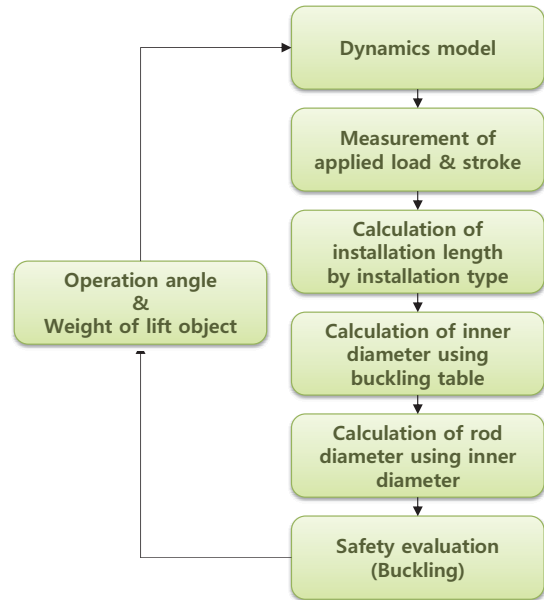 Dynamics model
Measurement of
applied load & stroke
Calculation of
installation length
by installation type
Operation angle
&
Weight of lift object
Calculation of inner
diameter using
buckling table
Calculation of rod
diameter using inner
diameter
Safety evaluation
(Buckling)